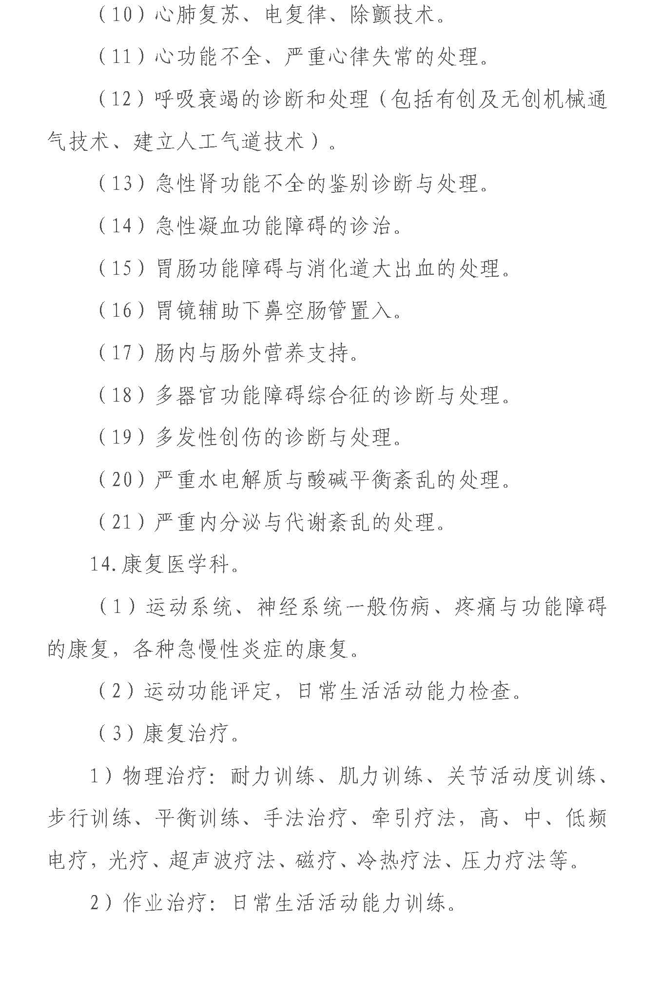 （10）心肺复苏、电复律、除颤技术。
（11）心功能不全、严重心律失常的处理。
（12）呼吸衰竭的诊断和处理（包括有创及无创机械通
气技术、建立人工气道技术）。
（13）急性肾功能不全的鉴别诊断与处理。
（14）急性凝血功能障碍的诊治。
（15）胃肠功能障碍与消化道大出血的处理。
（16）胃镜辅助下鼻空肠管置入。
（17）肠内与肠外营养支持。
（18）多器官功能障碍综合征的诊断与处理。
（19）多发性创伤的诊断与处理。
（20）严重水电解质与酸碱平衡紊乱的处理。
（21）严重内分泌与代谢紊乱的处理。
14.康复医学科。
（1）运动系统、神经系统一般伤病、疼痛与功能障碍
的康复，各种急慢性炎症的康复。
（2）运动功能评定，日常生活活动能力检查。
（3）康复治疗。
1）物理治疗：耐力训练、肌力训练、关节活动度训练、
步行训练、平衡训练、手法治疗、牵引疗法，高、中、低频
电疗，光疗、超声波疗法、磁疗、冷热疗法、压力疗法等。
2）作业治疗：日常生活活动能力训练。